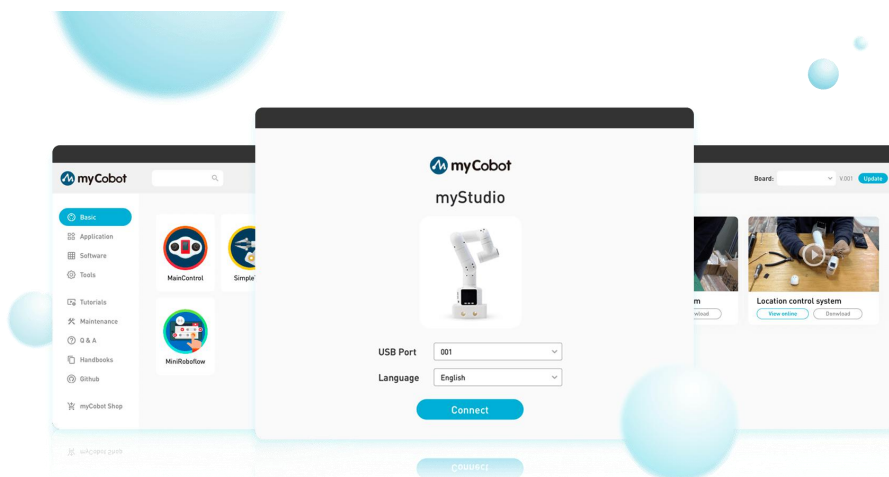 myCobot
Basic
Application
Software
Tools
Tutorials
Maintenance
Q & A
Handbooks
Github
myCobot Shop
MainControl
MiniRoboflow
myCobot
myStudio
USB Port 001
Language English
Connect
Board: V.001 Update
Location control system
View online Donwload